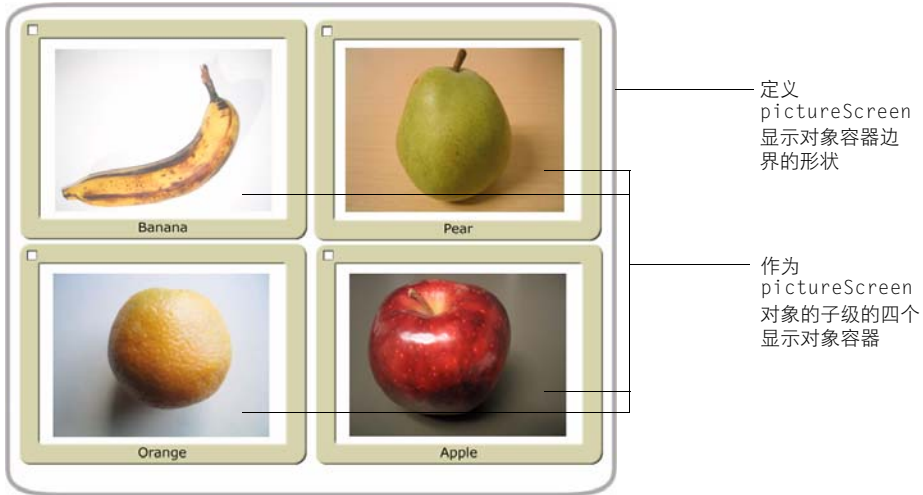 Banana
Pear
Orange
Apple
定义
pictureScreen
显示对象容器边
界的形状
作为
pictureScreen
对象的子级的四个
显示对象容器